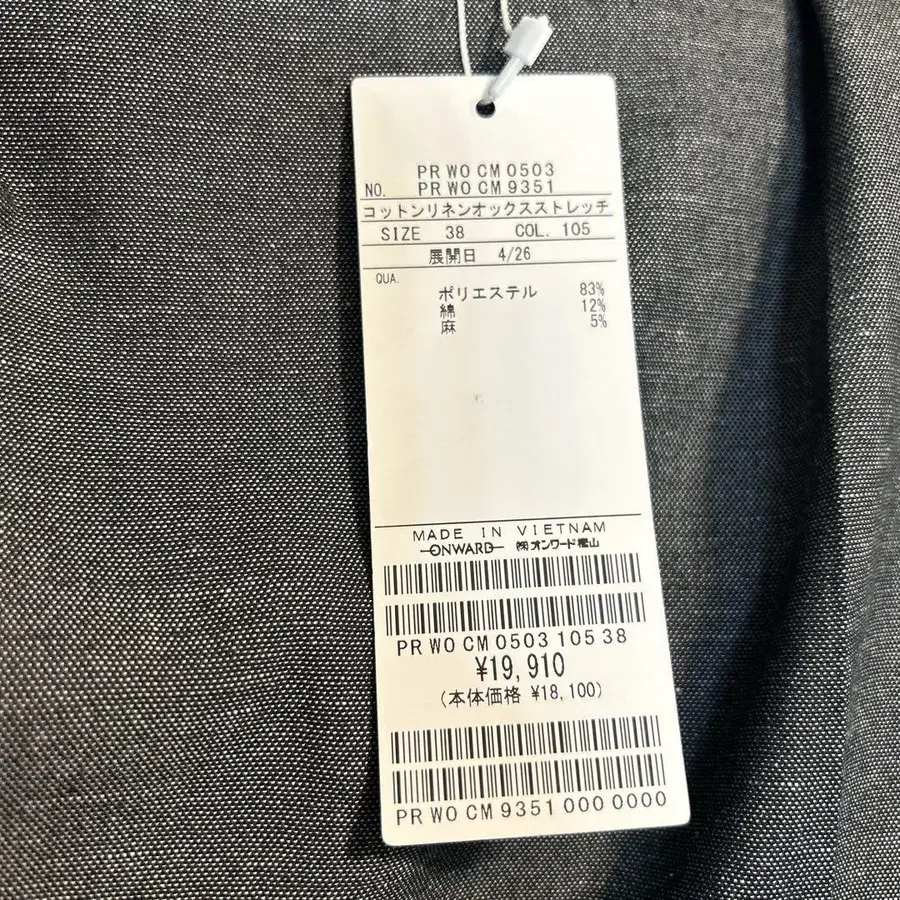 PR WO CM 0503
NO. PR WO CM 9351
コットンリネンオックスストレッチ
SIZE 38 COL. 105
展開日 4/26
QUA.
ポリエステル 83%
綿 12%
麻 5%
MADE IN VIETNAM
ONWARD ㈱オンワード樫山
PR WO CM 0503 105 38
¥19,910
(本体価格 ¥18,100)
PR WO CM 9351 000 0000